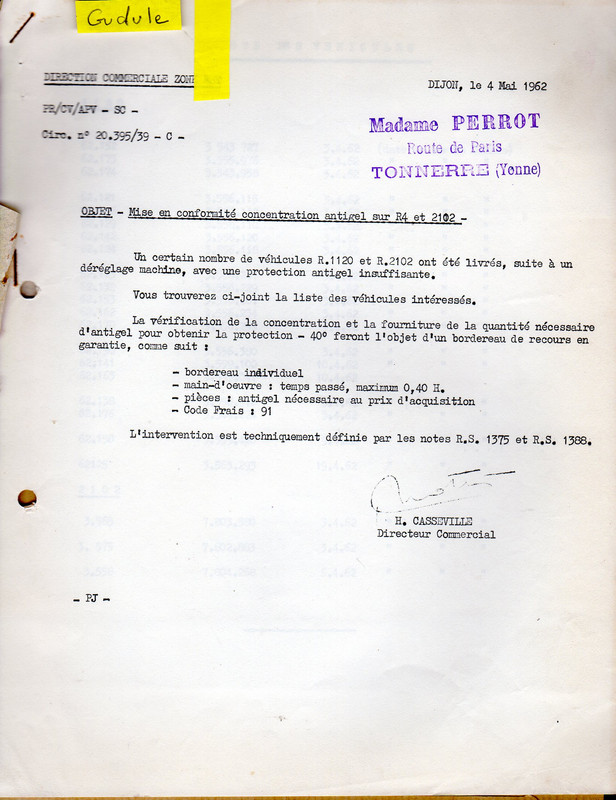 Gudule
DIRECTION COMMERCIALE ZONE
DIJON, le 4 Mai 1962
PB/CV/APV - SC -
Circ. n° 20.395/39 - C -
Madame PERROT
Route de Paris
TONNERRE (Yonne)
OBJET - Mise en conformité concentration antigel sur R4 et 2102 -
Un certain nombre de véhicules R.1120 et R.2102 ont été livrés, suite à un
déréglage machine, avec une protection antigel insuffisante.
Vous trouverez ci-joint la liste des véhicules intéressés.
La vérification de la concentration et la fourniture de la quantité nécessaire
d'antigel pour obtenir la protection - 40° feront l'objet d'un bordereau de recours en
garantie, comme suit :
- bordereau individuel
- main-d'oeuvre : temps passé, maximum 0,40 H.
- pièces : antigel nécessaire au prix d'acquisition
- Code Frais : 91
L'intervention est techniquement définie par les notes R.S. 1375 et R.S. 1388.
H. CASSEVILLE
Directeur Commercial
- PJ -